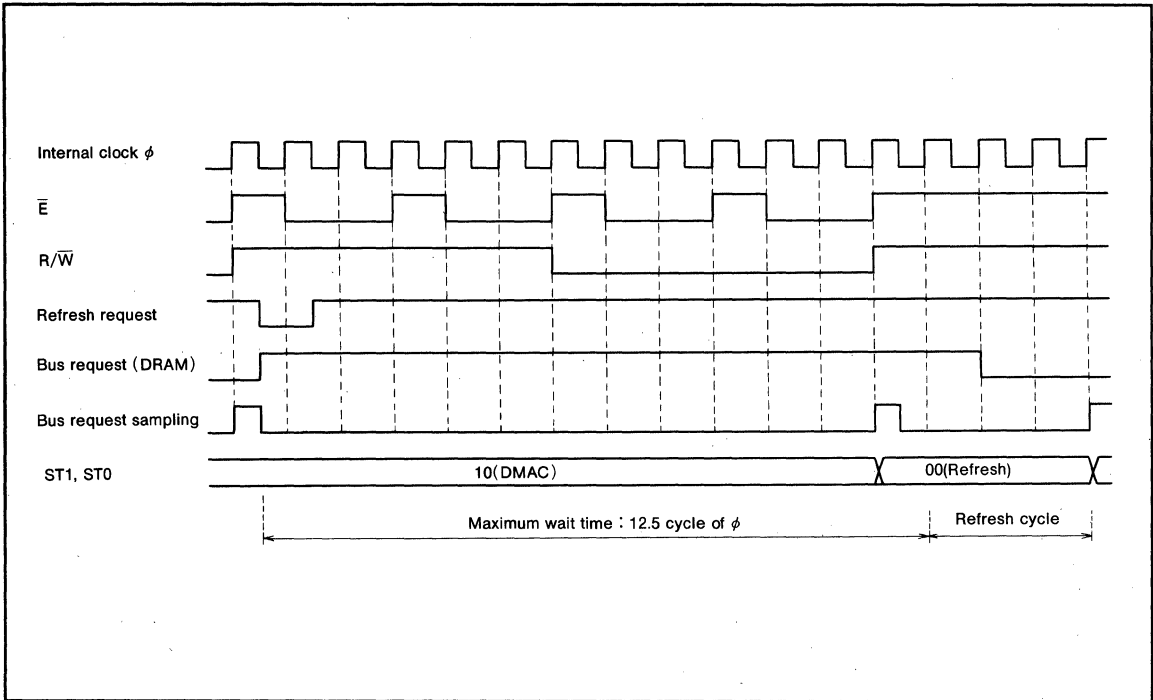 Internal clock ϕ
E̅
R/W̅
Refresh request
Bus request (DRAM)
Bus request sampling
ST1, ST0
10(DMAC)
00(Refresh)
Maximum wait time : 12.5 cycle of ϕ
Refresh cycle